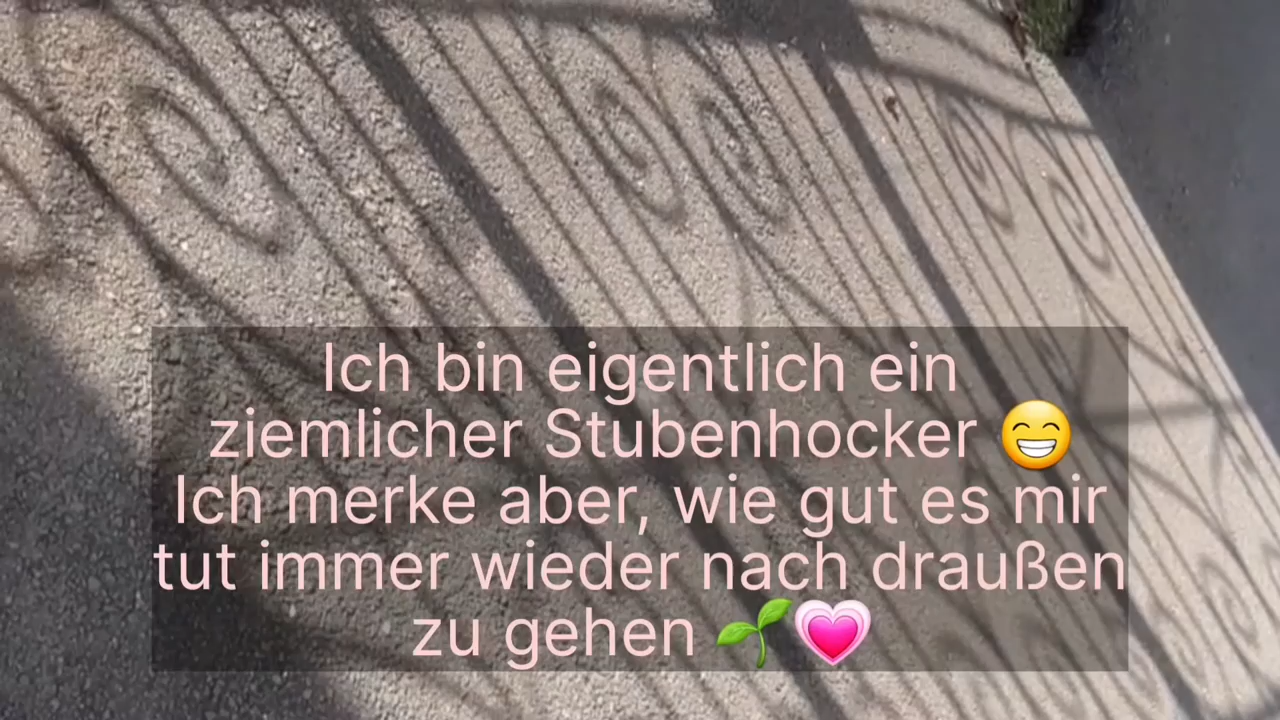 Ich bin eigentlich ein
ziemlicher Stubenhocker 😁
Ich merke aber, wie gut es mir
tut immer wieder nach draußen
zu gehen 🌱💗